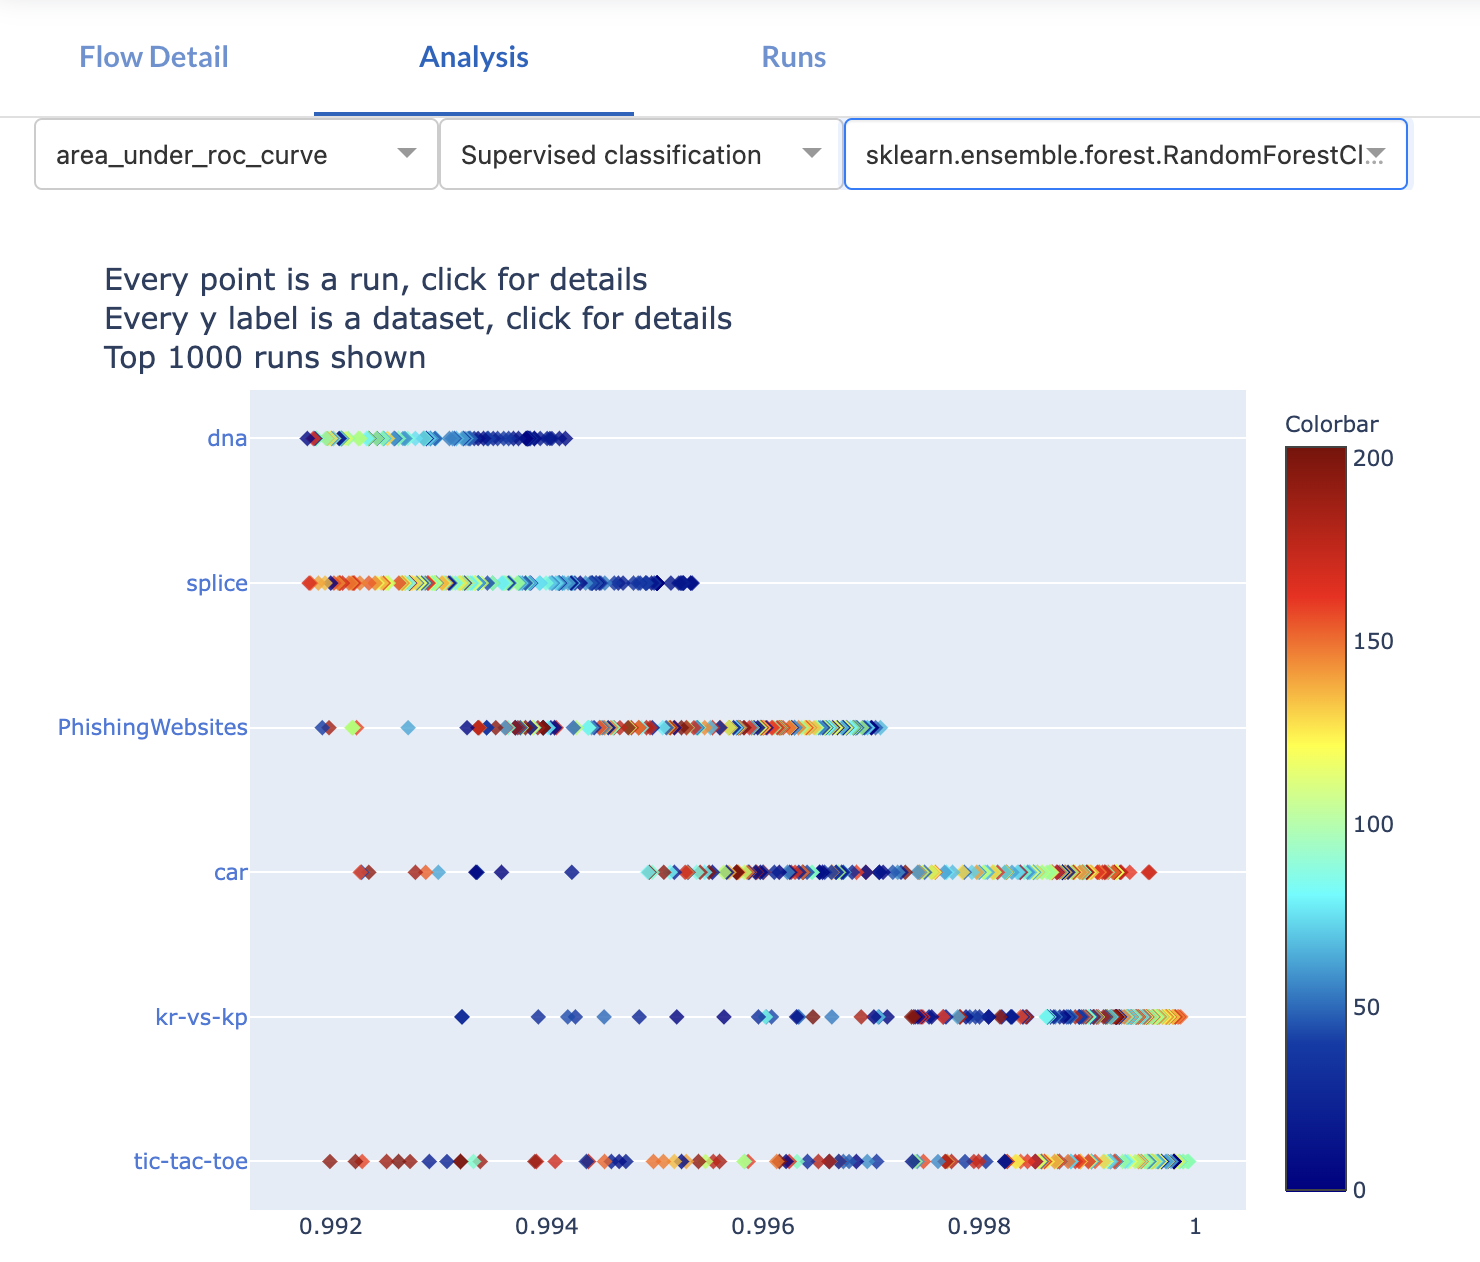 Flow Detail Analysis Runs
area_under_roc_curve Supervised classification sklearn.ensemble.forest.RandomForestCl...
Every point is a run, click for details
Every y label is a dataset, click for details
Top 1000 runs shown
Colorbar
dna
splice
PhishingWebsites
car
kr-vs-kp
tic-tac-toe
0.992 0.994 0.996 0.998 1
200
150
100
50
0